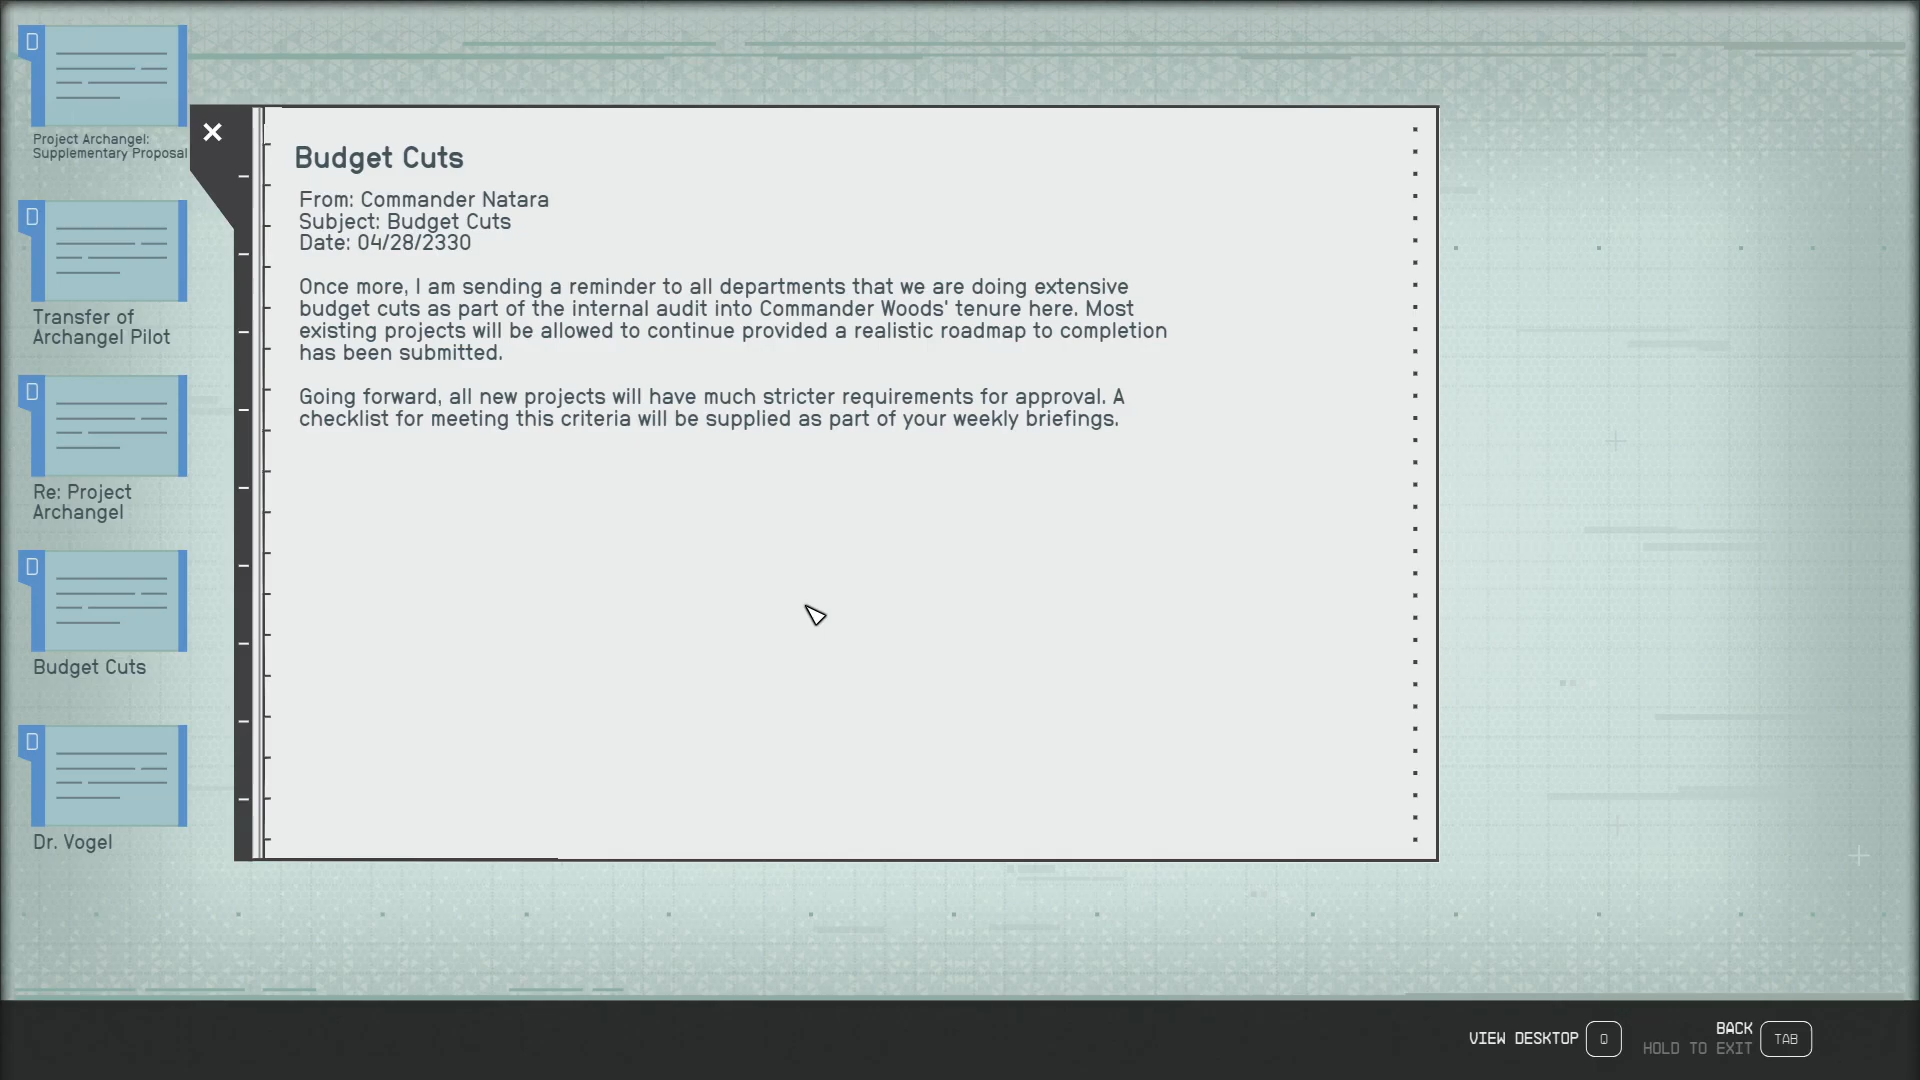 Project Archangel:
Supplementary Proposal
Transfer of
Archangel Pilot
Re: Project
Archangel
Budget Cuts
Dr. Vogel
Budget Cuts
From: Commander Natara
Subject: Budget Cuts
Date: 04/28/2330
Once more, I am sending a reminder to all departments that we are doing extensive
budget cuts as part of the internal audit into Commander Woods' tenure here. Most
existing projects will be allowed to continue provided a realistic roadmap to completion
has been submitted.
Going forward, all new projects will have much stricter requirements for approval. A
checklist for meeting this criteria will be supplied as part of your weekly briefings.
VIEW DESKTOP Q
BACK
HOLD TO EXIT TAB